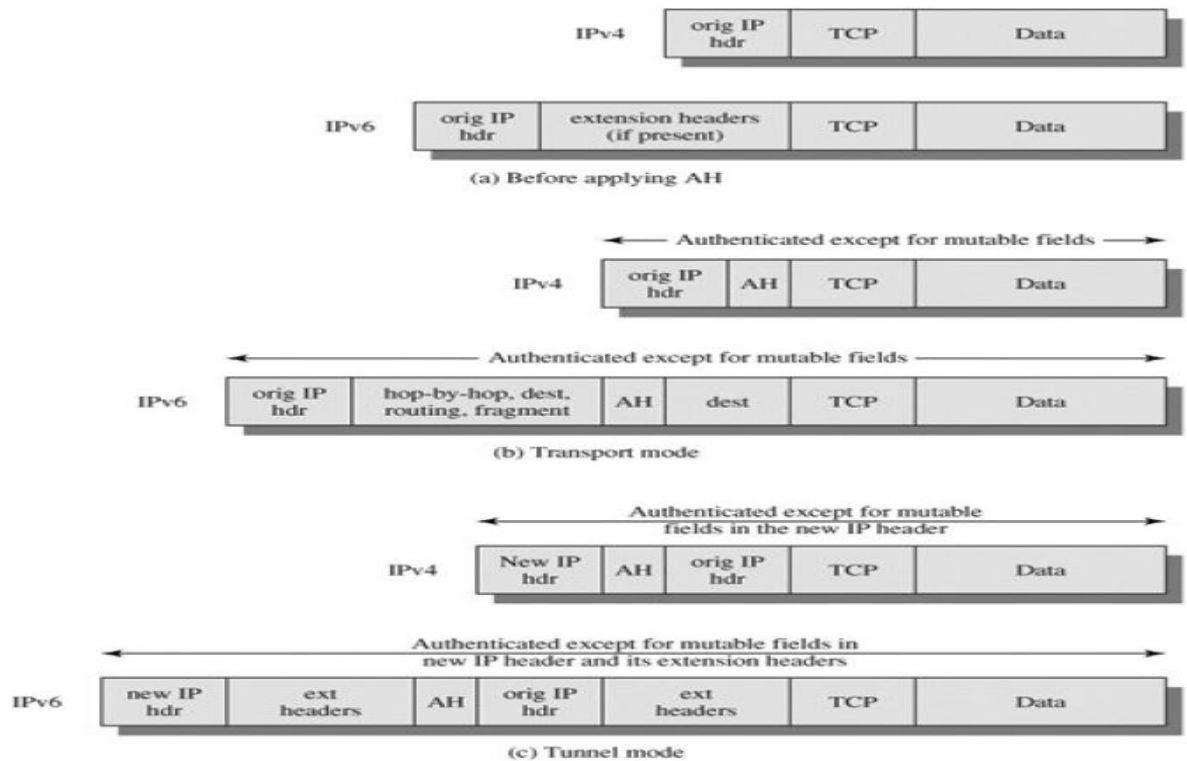 IPv4
orig IP
hdr
TCP
Data
IPv6
orig IP
hdr
extension headers
(if present)
TCP
Data
(a) Before applying AH
Authenticated except for mutable fields
IPv4
orig IP
hdr
AH
TCP
Data
Authenticated except for mutable fields
IPv6
orig IP
hdr
hop-by-hop, dest,
routing, fragment
AH
dest
TCP
Data
(b) Transport mode
Authenticated except for mutable
fields in the new IP header
IPv4
New IP
hdr
AH
orig IP
hdr
TCP
Data
Authenticated except for mutable fields in
new IP header and its extension headers
IPv6
new IP
hdr
ext
headers
AH
orig IP
hdr
ext
headers
TCP
Data
(c) Tunnel mode